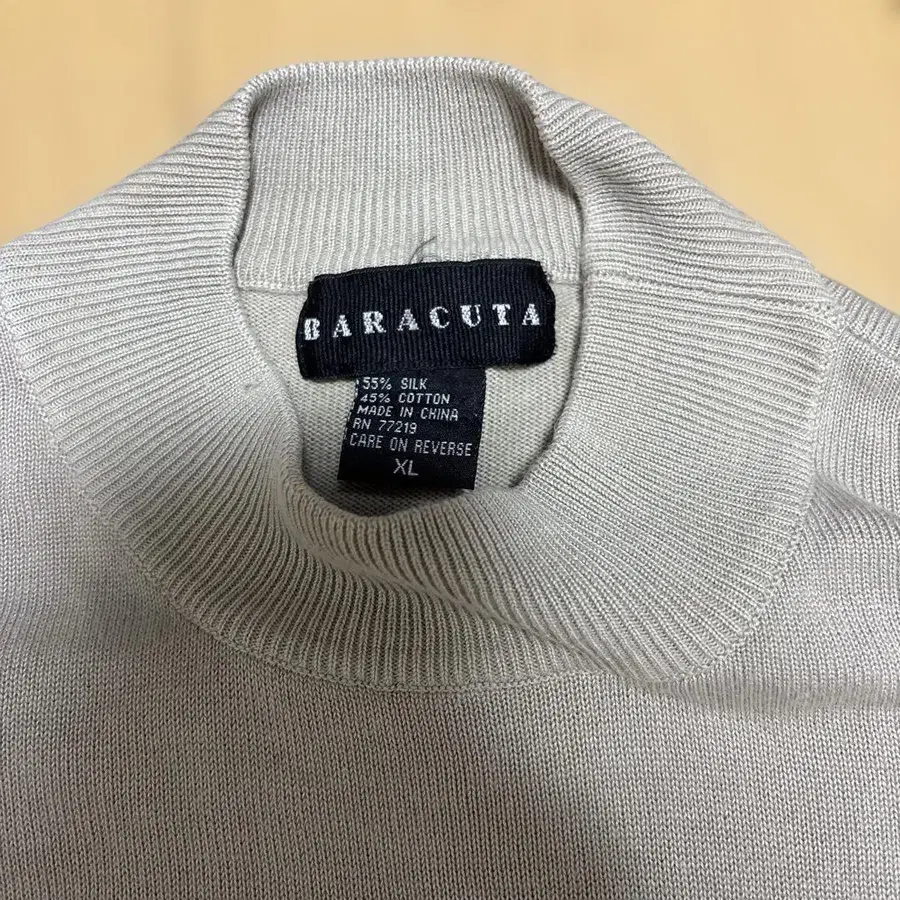 BARACUTA
55% SILK
45% COTTON
MADE IN CHINA
RN 77219
CARE ON REVERSE
XL